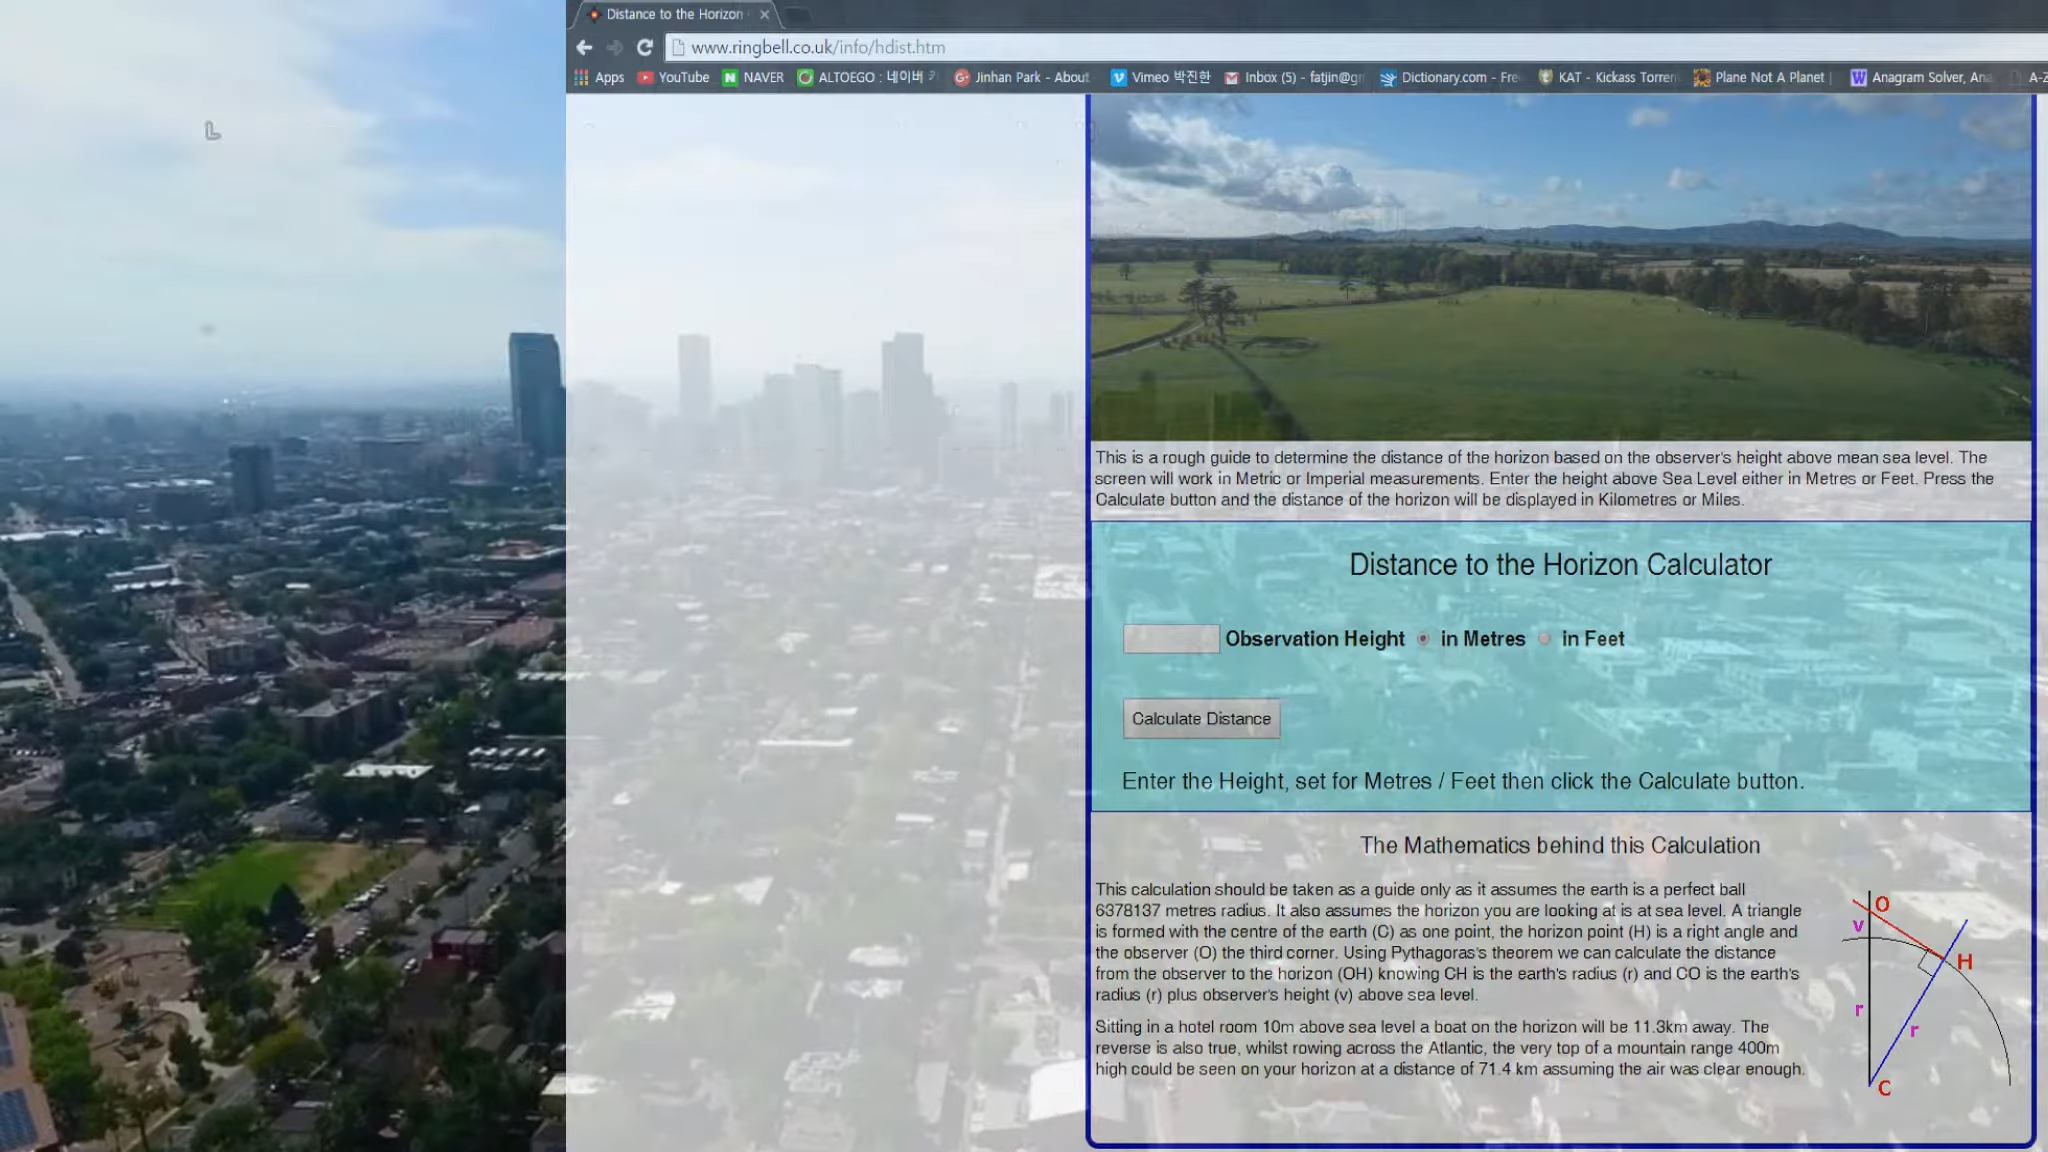 Distance to the Horizon
www.ringbell.co.uk/info/hdist.htm
Apps YouTube NAVER ALTOEGO : 네이버 Jinhan Park - About Vimeo 박진한 Inbox (5) - fatjin@gr Dictionary.com - Fre KAT - Kickass Torren Plane Not A Planet | Anagram Solver, An A-Z
This is a rough guide to determine the distance of the horizon based on the observer's height above mean sea level. The
screen will work in Metric or Imperial measurements. Enter the height above Sea Level either in Metres or Feet. Press the
Calculate button and the distance of the horizon will be displayed in Kilometres or Miles.
Distance to the Horizon Calculator
Observation Height in Metres in Feet
Calculate Distance
Enter the Height, set for Metres / Feet then click the Calculate button.
The Mathematics behind this Calculation
This calculation should be taken as a guide only as it assumes the earth is a perfect ball
6378137 metres radius. It also assumes the horizon you are looking at is at sea level. A triangle
is formed with the centre of the earth (C) as one point, the horizon point (H) is a right angle and
the observer (O) the third corner. Using Pythagoras's theorem we can calculate the distance
from the observer to the horizon (OH) knowing CH is the earth's radius (r) and CO is the earth's
radius (r) plus observer's height (v) above sea level.
Sitting in a hotel room 10m above sea level a boat on the horizon will be 11.3km away. The
reverse is also true, whilst rowing across the Atlantic, the very top of a mountain range 400m
high could be seen on your horizon at a distance of 71.4 km assuming the air was clear enough.
O
v
H
r
r
C